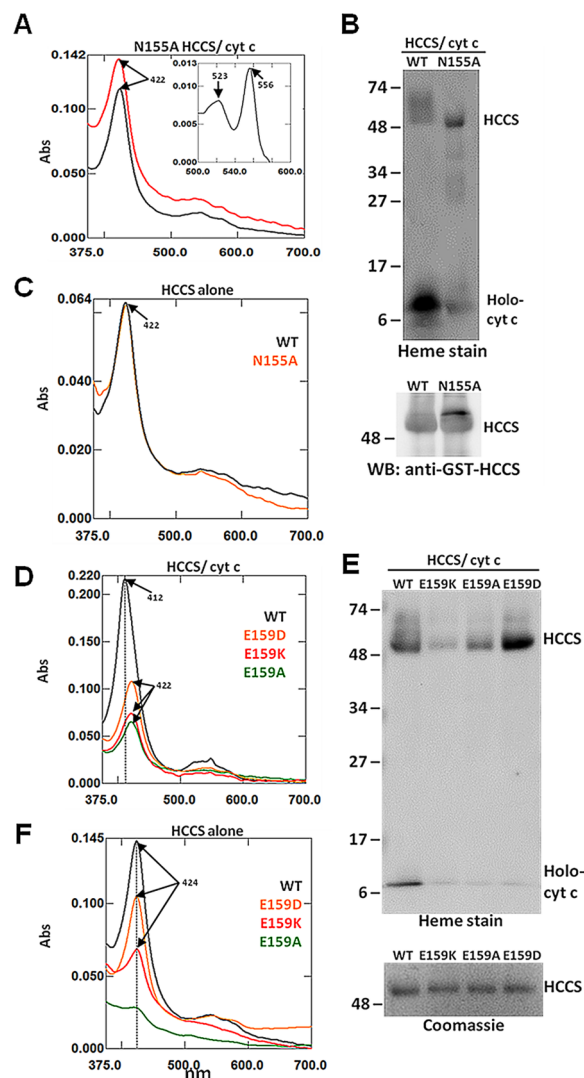 A
N155A HCCS/ cyt c
0.142
0.100
0.050
0.000
Abs
422
375.0 500.0 600.0 700.0
0.013
0.010
0.005
0.000
523
556
500.0 540.0 600.0
B
HCCS/ cyt c
WT N155A
74
48
34
27
17
6
HCCS
Holo-
cyt c
Heme stain
WT N155A
48
HCCS
WB: anti-GST-HCCS
C
HCCS alone
0.064
0.040
0.020
0.000
Abs
422
WT
N155A
375.0 500.0 600.0 700.0
D
HCCS/ cyt c
0.220
0.200
0.150
0.100
0.050
0.000
Abs
412
422
WT
E159D
E159K
E159A
375.0 500.0 600.0 700.0
E
HCCS/ cyt c
WT E159K E159A E159D
74
48
34
27
17
6
HCCS
Holo-
cyt c
Heme stain
WT E159K E159A E159D
48
HCCS
Coomassie
F
HCCS alone
0.145
0.100
0.050
0.000
Abs
424
WT
E159D
E159K
E159A
375.0 500.0 600.0 700.0
nm